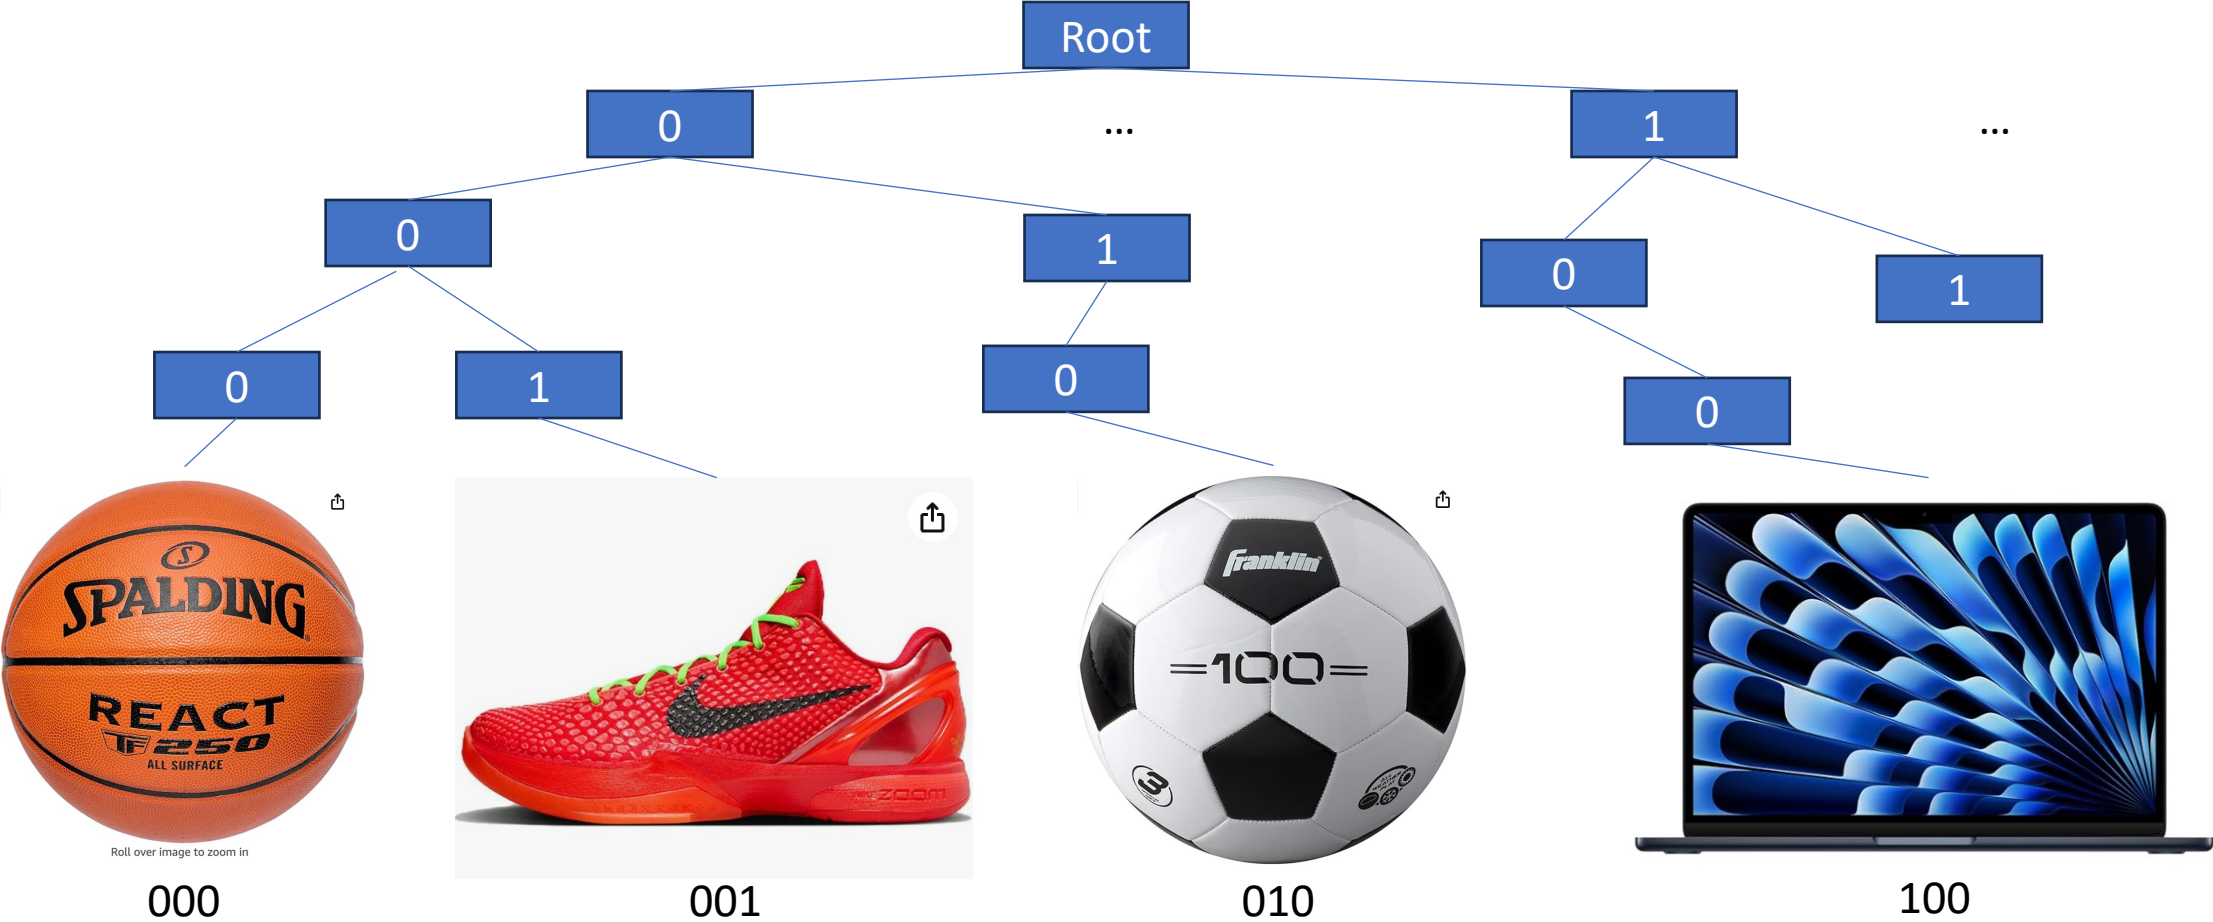 Root
0
...
1
...
0
1
0
1
0
1
0
0
SPALDING
REACT
TF 250
ALL SURFACE
Roll over image to zoom in
ZOOM
Franklin
=100=
3
000
001
010
100